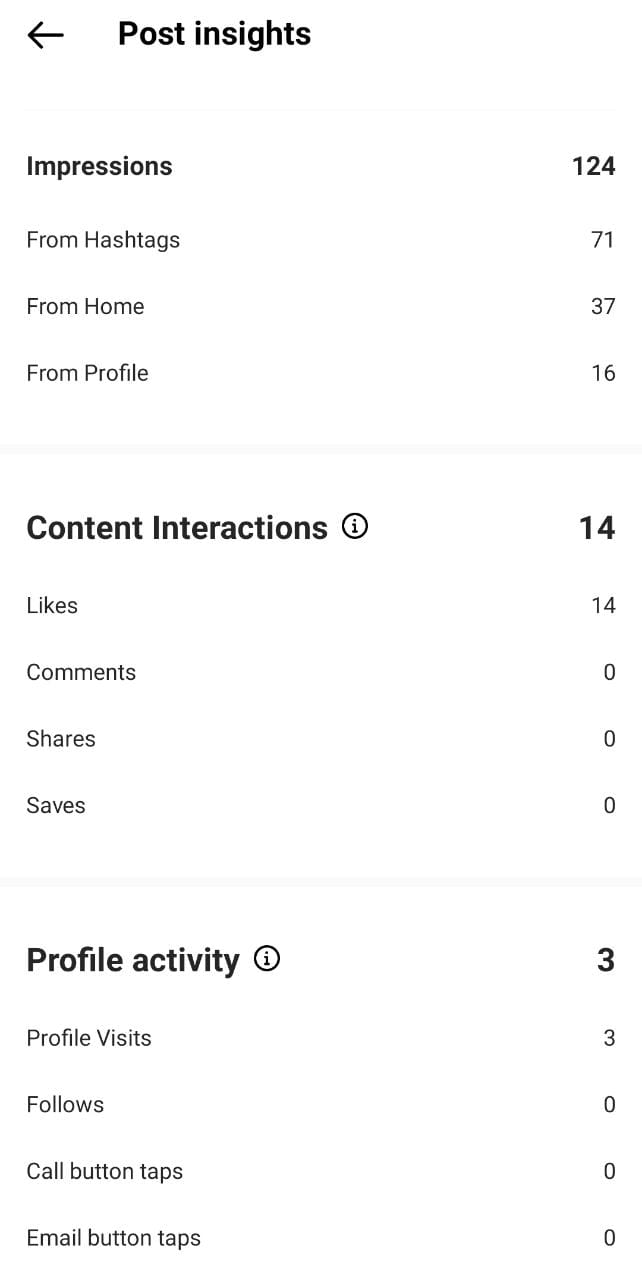 Post insights
Impressions 124
From Hashtags 71
From Home 37
From Profile 16
Content Interactions 14
Likes 14
Comments 0
Shares 0
Saves 0
Profile activity 3
Profile Visits 3
Follows 0
Call button taps 0
Email button taps 0